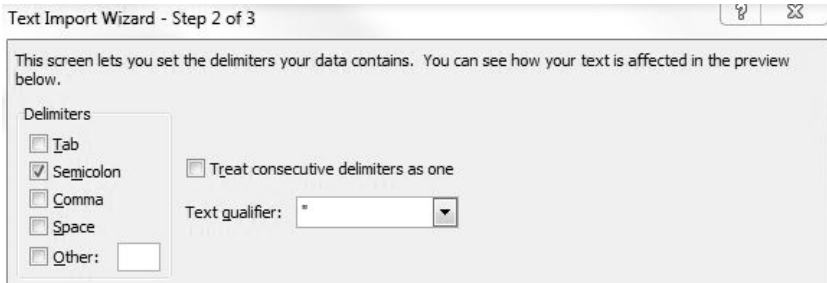 Text Import Wizard - Step 2 of 3
This screen lets you set the delimiters your data contains.  You can see how your text is affected in the preview
below.
Delimiters
Tab
Semicolon
Treat consecutive delimiters as one
Comma
Text qualifier: "
Space
Other: